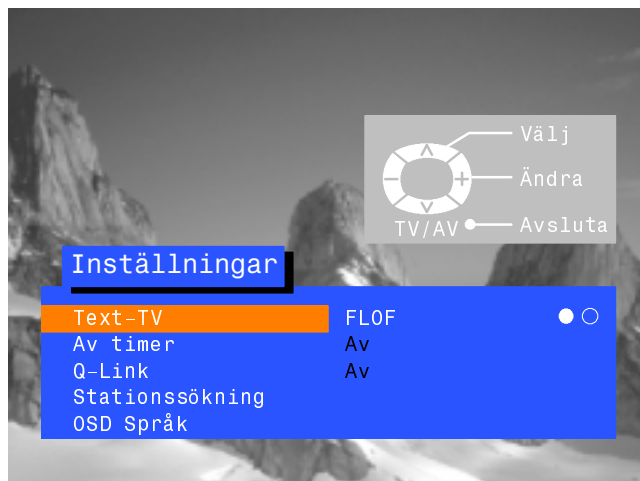 Välj
Ändra
TV/AV Avsluta
Inställningar
Text-TV FLOF
Av timer Av
Q-Link Av
Stationssökning
OSD Språk